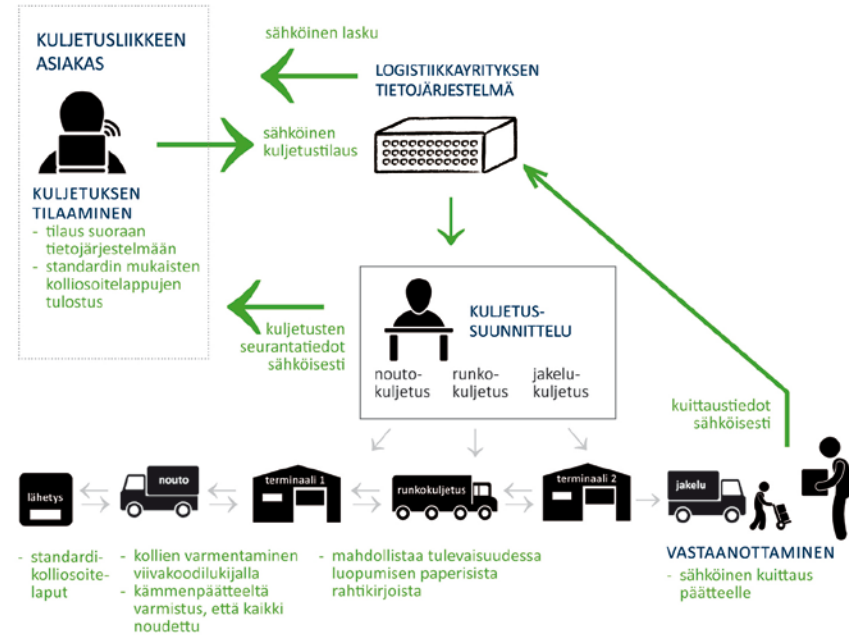 KULJETUSLIIKKEEN
ASIAKAS
sähköinen lasku
LOGISTIIKKAYRITYKSEN
TIETOJÄRJESTELMÄ
sähköinen
kuljetustilaus
KULJETUKSEN
TILAAMINEN
- tilaus suoraan
tietojärjestelmään
- standardin mukaisten
kolliosoitelappujen
tulostus
kuljetusten
seurantatiedot
sähköisesti
KULJETUS-
SUUNNITTELU
nouto-
kuljetus
runko-
kuljetus
jakelu-
kuljetus
kuittaustiedot
sähköisesti
lähetys
nouto
terminaali 1
runkokuljetus
terminaali 2
jakelu
- standardi-
kolliosoite-
laput
- kollien varmentaminen
viivakoodilukijalla
- kämmenpäätteeltä
varmistus, että kaikki
noudettu
- mahdollistaa tulevaisuudessa
luopumisen paperisista
rahtikirjoista
VASTAANOTTAMINEN
- sähköinen kuittaus
päätteelle